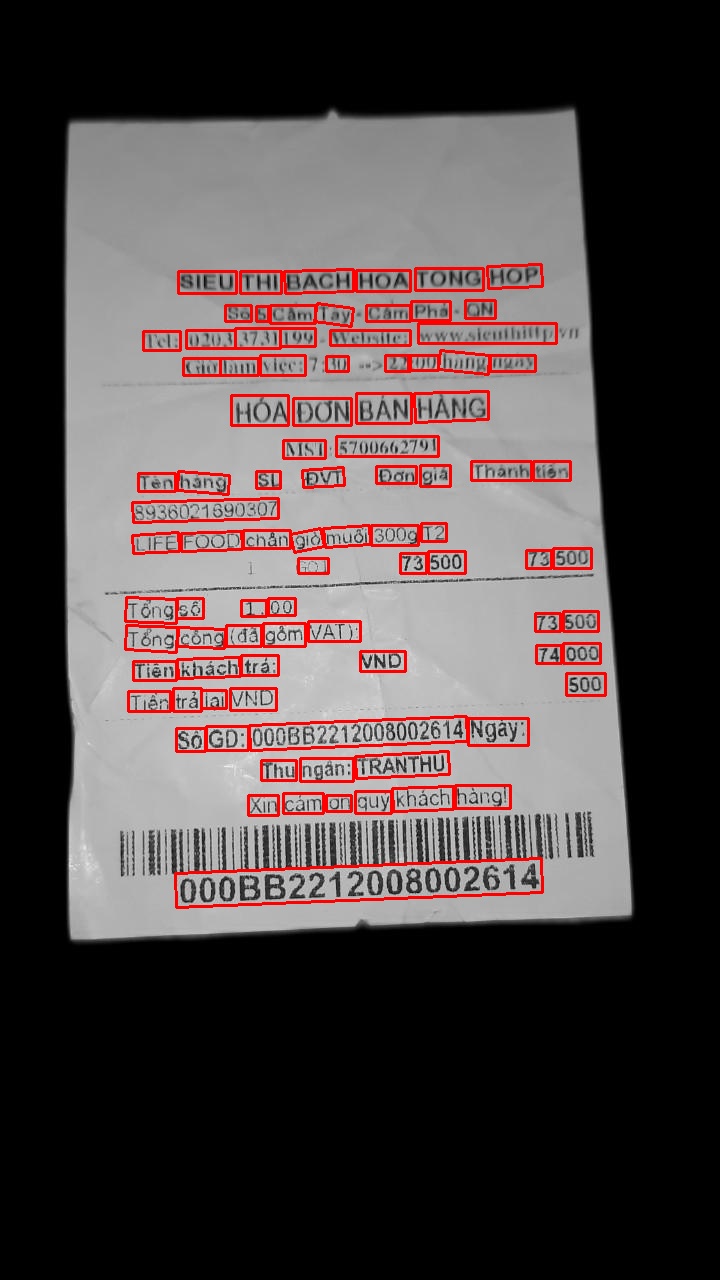 SIEU THI BACH HOA TONG HOP
Số 5 Cẩm Tây - Cẩm Phả - QN
Tel: 0203.3731199 - Website: www.sieuthittp.vn
Giờ làm việc: 7:30 --> 22:00 hàng ngày
HÓA ĐƠN BÁN HÀNG
MST: 5700662791
Tên hàng SL ĐVT Đơn giá Thành tiền
8936021690307
LIFE FOOD chân giò muối 300g T2
1 GOI 73,500 73,500
Tổng số 1.00
Tổng cộng (đã gồm VAT): 73,500
Tiền khách trả: VND 74,000
Tiền trả lại VND 500
Số GD: 000BB2212008002614 Ngày:
Thu ngân: TRANTHU
Xin cám ơn quý khách hàng!
000BB2212008002614